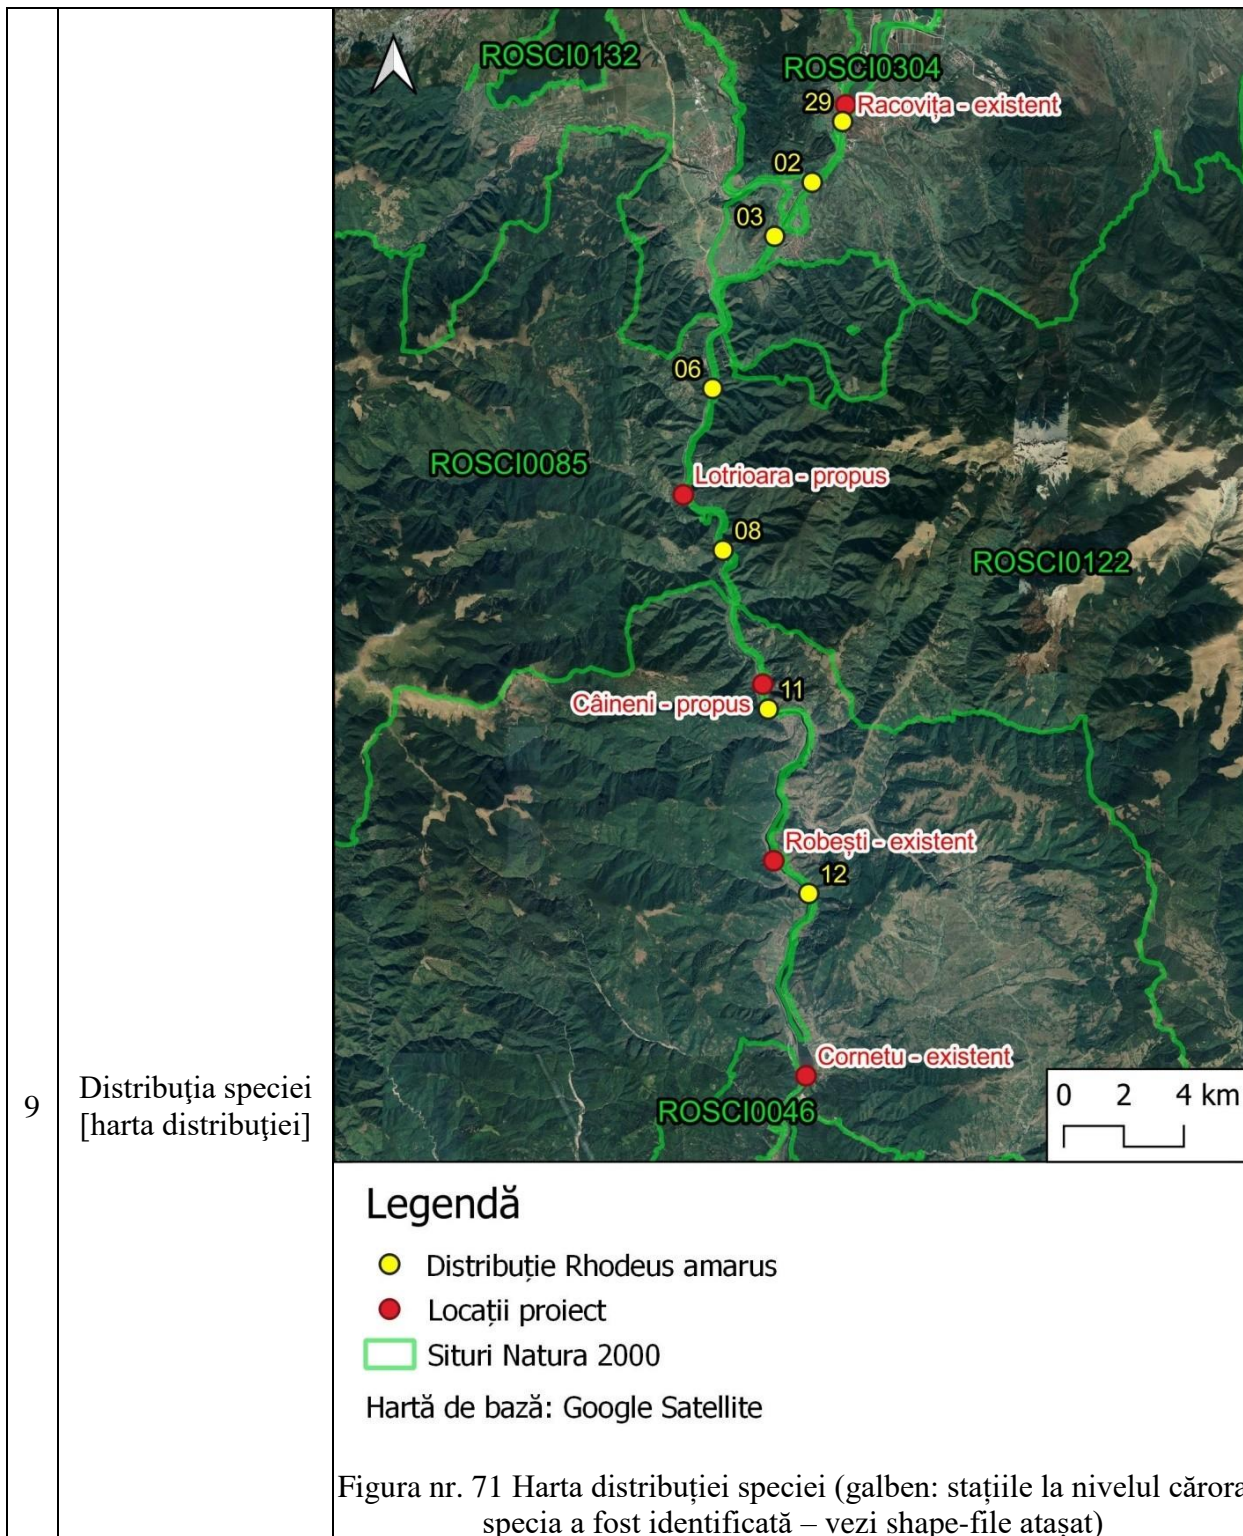 9
Distribuţia speciei
[harta distribuţiei]
ROSCI0132
ROSCI0304
29
Racovița - existent
02
03
06
ROSCI0085
Lotrioara - propus
08
ROSCI0122
11
Câineni - propus
Robești - existent
12
Cornetu - existent
ROSCI0046
0 2 4 km
Legendă
Distribuție Rhodeus amarus
Locații proiect
Situri Natura 2000
Hartă de bază: Google Satellite
Figura nr. 71 Harta distribuției speciei (galben: stațiile la nivelul cărora
specia a fost identificată – vezi shape-file atașat)